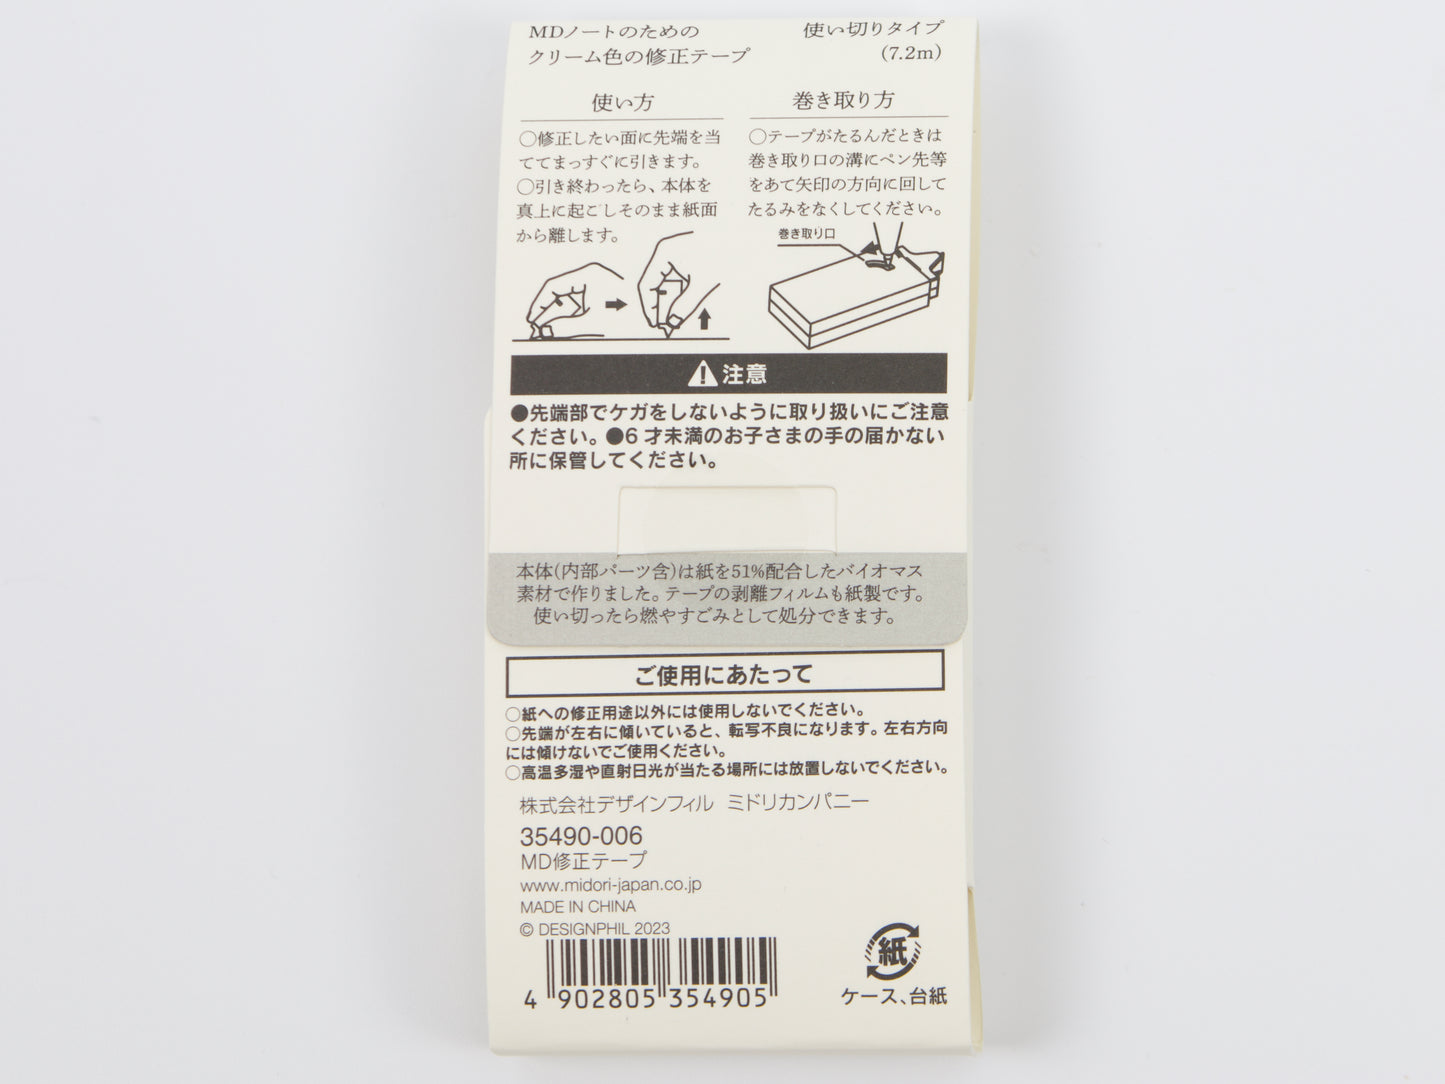 MDノートのための
クリーム色の修正テープ
使い切りタイプ
(7.2m)
使い方
○修正したい面に先端を当
ててまっすぐに引きます。
○引き終わったら、本体を
真上に起こしそのまま紙面
から離します。
巻き取り方
○テープがたるんだときは
巻き取り口の溝にペン先等
をあて矢印の方向に回して
たるみをなくしてください。
巻き取り口
注意
●先端部でケガをしないように取り扱いにご注意
ください。●6才未満のお子さまの手の届かない
所に保管してください。
本体(内部パーツ含)は紙を51%配合したバイオマス
素材で作りました。テープの剥離フィルムも紙製です。
使い切ったら燃やすごみとして処分できます。
ご使用にあたって
○紙への修正用途以外には使用しないでください。
○先端が左右に傾いていると、転写不良になります。左右方向
には傾けないでご使用ください。
○高温多湿や直射日光が当たる場所には放置しないでください。
株式会社デザインフィル ミドリカンパニー
35490-006
MD修正テープ
www.midori-japan.co.jp
MADE IN CHINA
© DESIGNPHIL 2023
4 902805 354905
紙
ケース、台紙